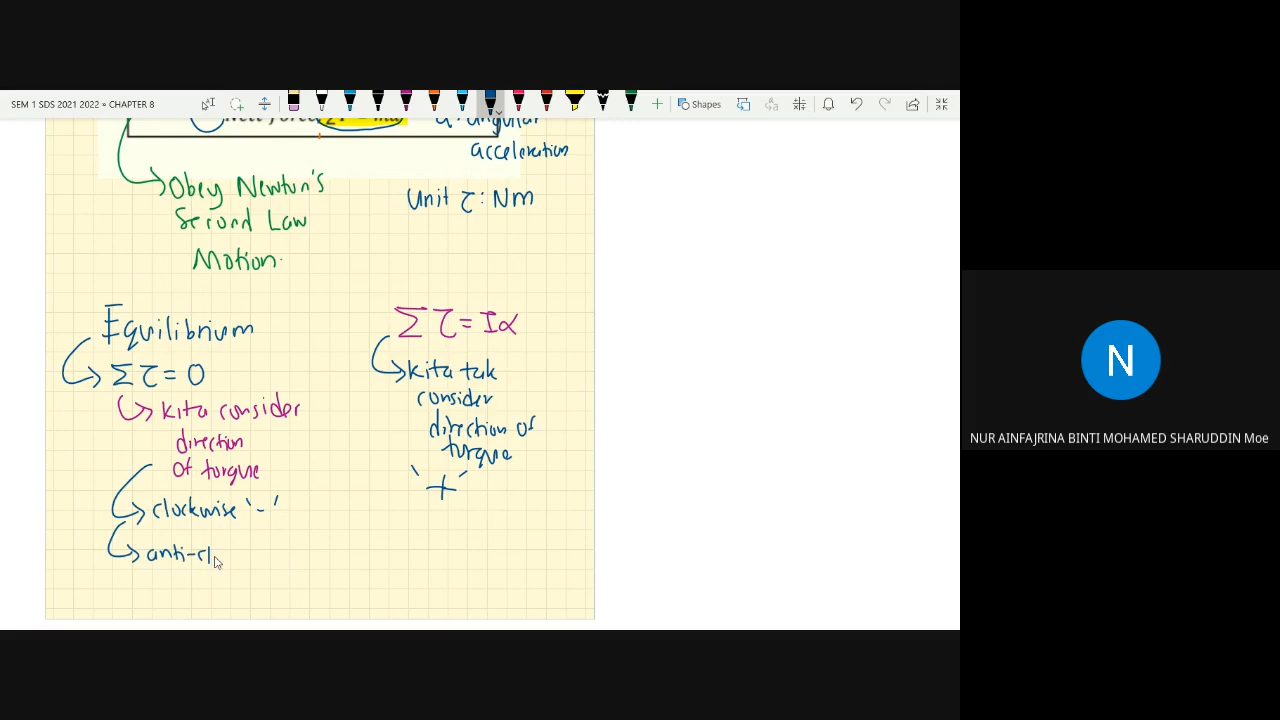 SEM 1 SDS 2021 2022 » CHAPTER 8
Shapes
angular
acceleration
Obey Newton's
Second Law
Motion.
Unit τ : Nm
Equilibrium
Στ = 0
kita consider
direction
of torque
clockwise '-'
anti-cl
Στ = Iα
kita tak
consider
direction of
torque
'+'
N
NUR AINFAJRINA BINTI MOHAMED SHARUDDIN Moe